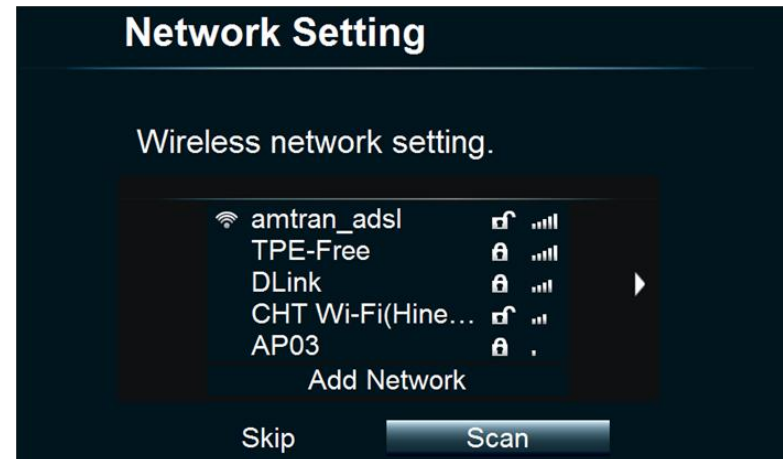 Network Setting
Wireless network setting.
amtran_adsl
TPE-Free
DLink
CHT Wi-Fi(Hine...
AP03
Add Network
Skip Scan